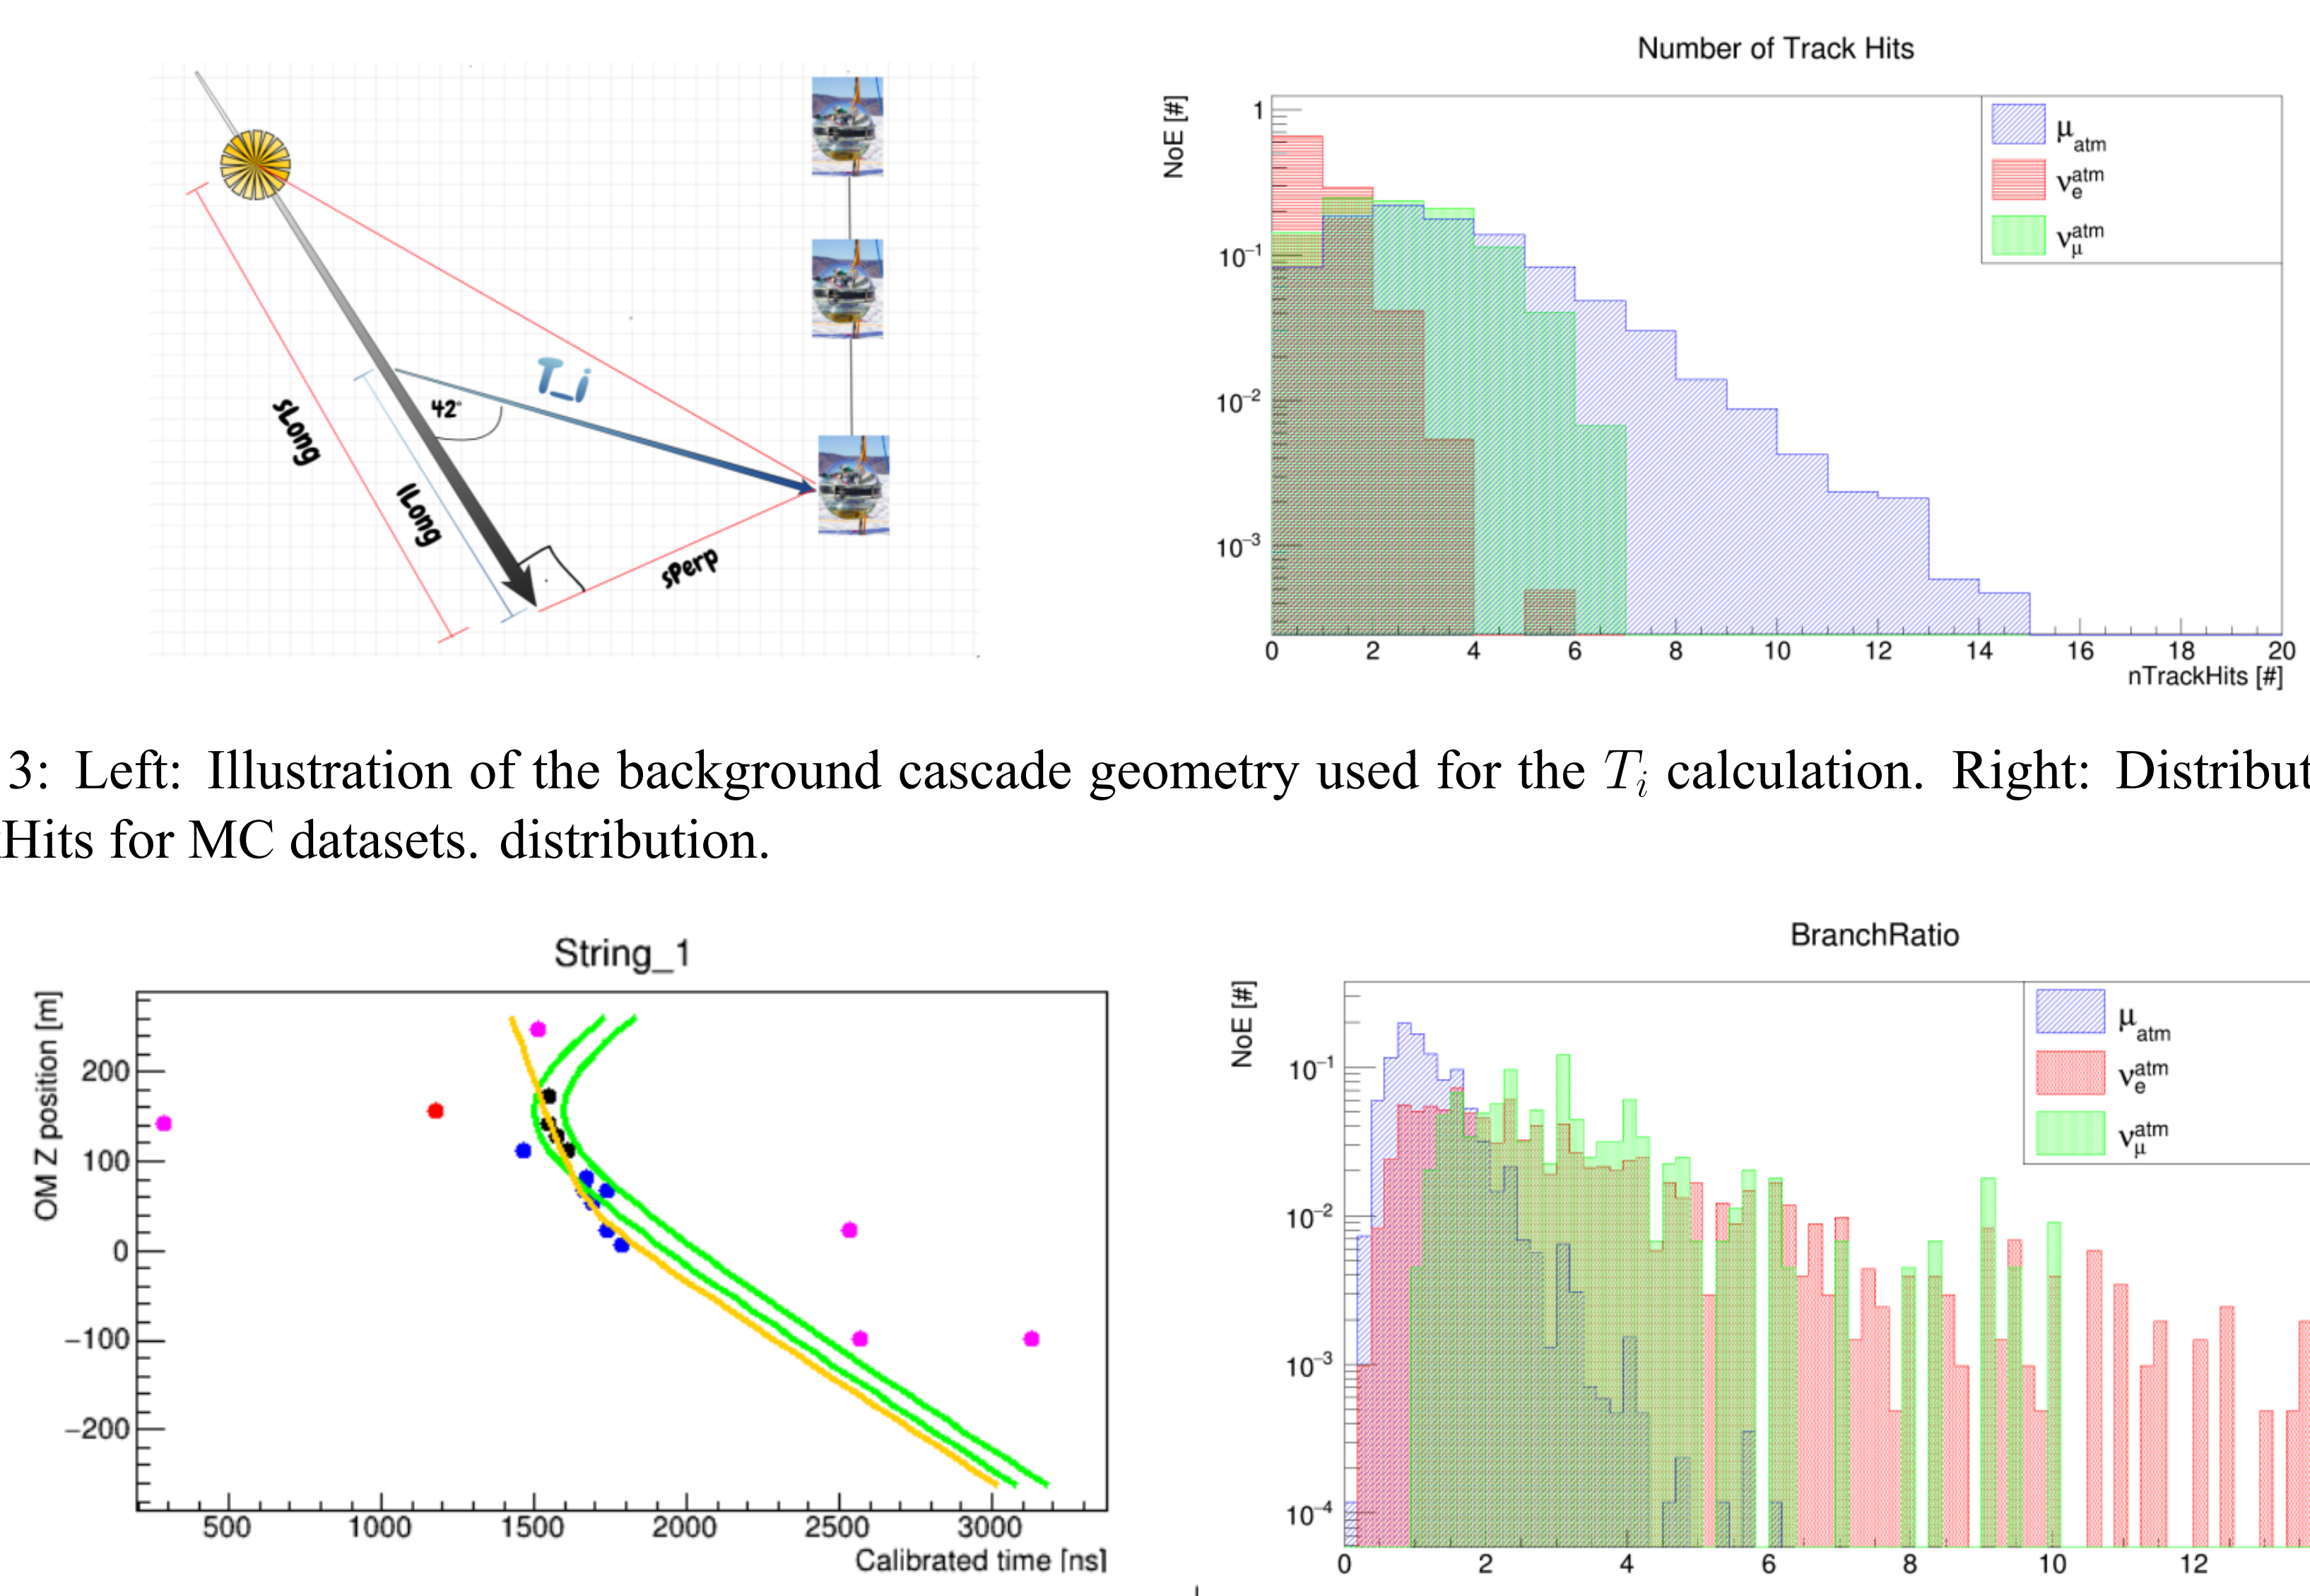 sLong
lLong
42°
T_i
sPerp
Number of Track Hits
NoE [#]
1
10⁻¹
10⁻²
10⁻³
μ_atm
ν_e^atm
ν_μ^atm
0 2 4 6 8 10 12 14 16 18 20
nTrackHits [#]
3: Left: Illustration of the background cascade geometry used for the T_i calculation. Right: Distribut
Hits for MC datasets. distribution.
String_1
OM Z position [m]
200
100
0
−100
−200
500 1000 1500 2000 2500 3000
Calibrated time [ns]
BranchRatio
NoE [#]
10⁻¹
10⁻²
10⁻³
10⁻⁴
μ_atm
ν_e^atm
ν_μ^atm
0 2 4 6 8 10 12